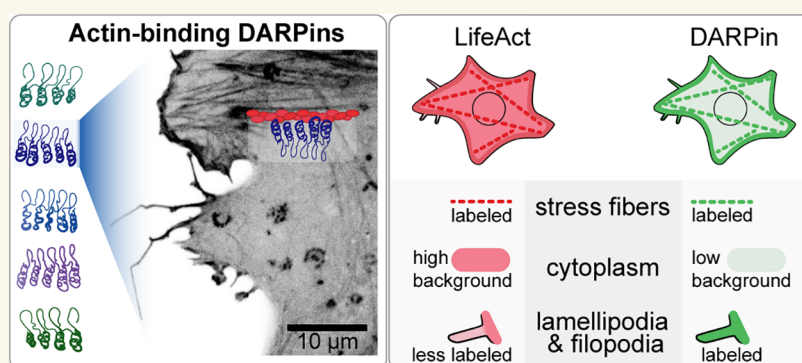 Actin-binding DARPins
10 µm
LifeAct
DARPin
labeled
stress fibers
labeled
high
background
cytoplasm
low
background
less labeled
lamellipodia
& filopodia
labeled